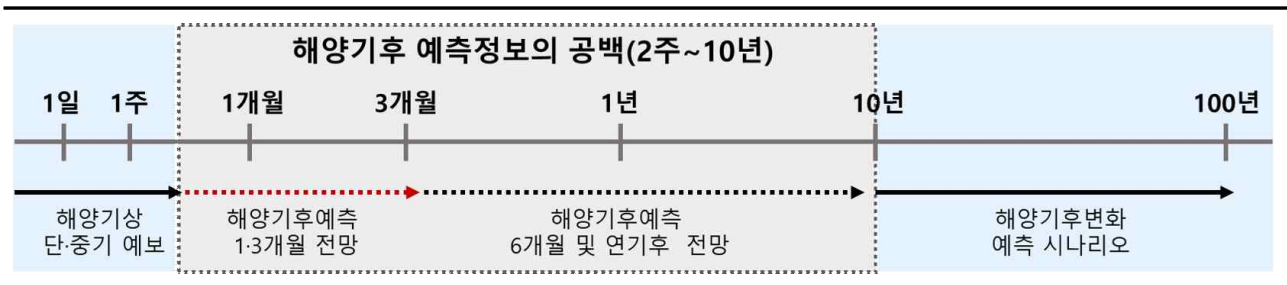 해양기후 예측정보의 공백(2주~10년)
1일 1주 1개월 3개월 1년 10년 100년
해양기상
단·중기 예보
해양기후예측
1·3개월 전망
해양기후예측
6개월 및 연기후 전망
해양기후변화
예측 시나리오